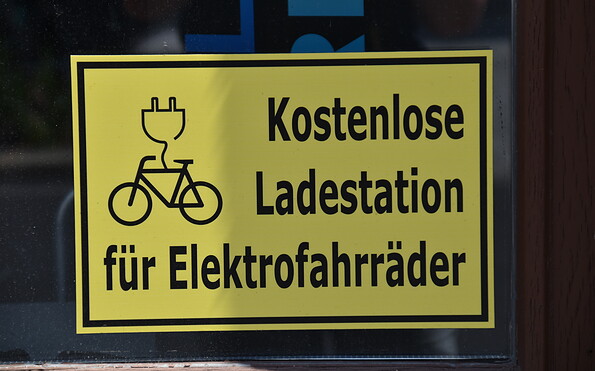 Kostenlose
Ladestation
für Elektrofahrräder